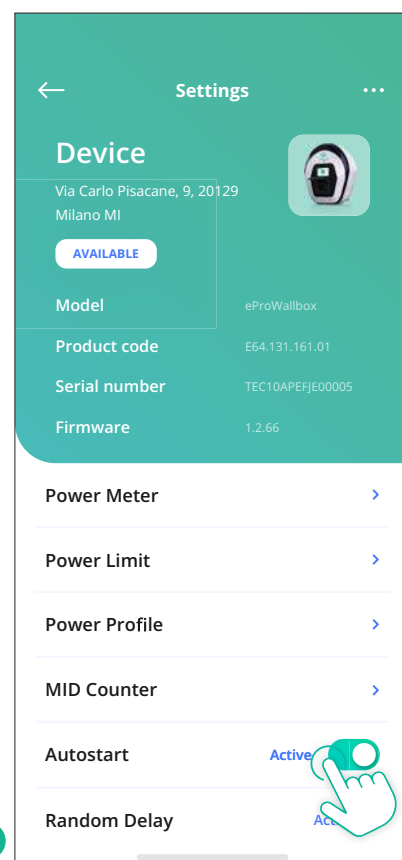 Settings
Device
Via Carlo Pisacane, 9, 20129
Milano MI
AVAILABLE
Model eProWallbox
Product code E64.131.161.01
Serial number TEC10APEFJE00005
Firmware 1.2.66
Power Meter
Power Limit
Power Profile
MID Counter
Autostart Active
Random Delay